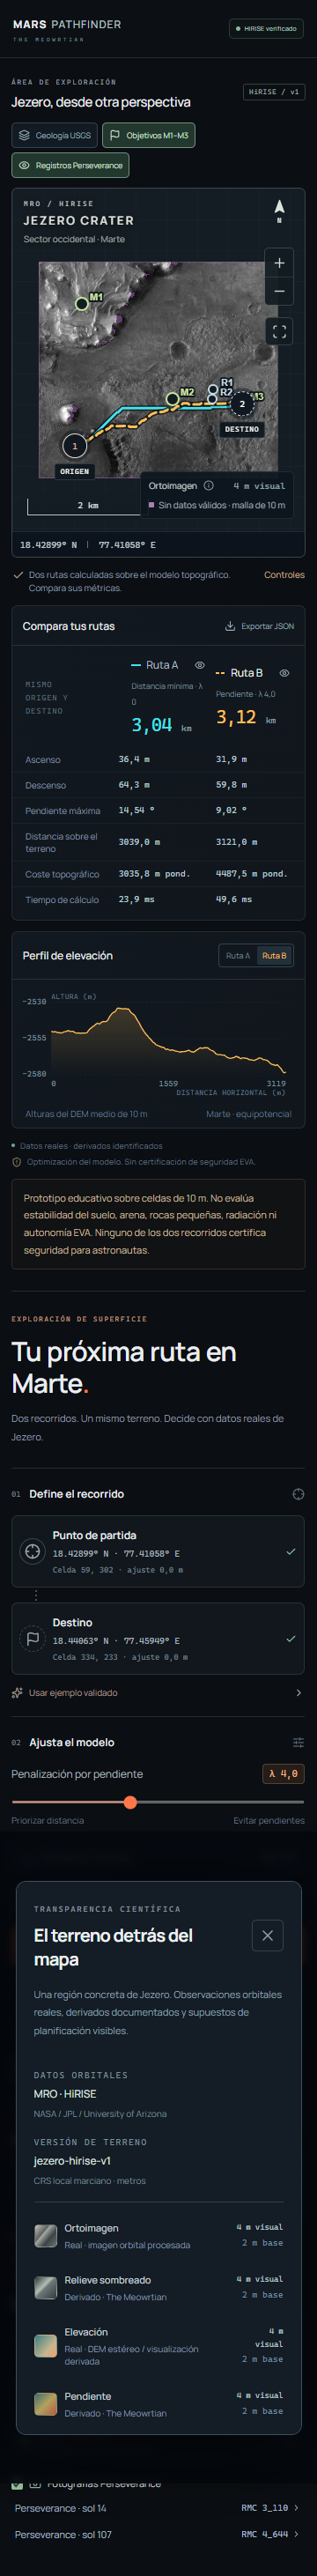 MARS PATHFINDER
THE MEOWRTIAN
HiRISE verificado
ÁREA DE EXPLORACIÓN
Jezero, desde otra perspectiva
HiRISE / v1
Geología USGS
Objetivos M1–M3
Registros Perseverance
MRO / HIRISE
JEZERO CRATER
Sector occidental · Marte
N
M1
M2
R1
R2
M3
2
DESTINO
1
ORIGEN
Ortoimagen 4 m visual
Sin datos válidos · malla de 10 m
2 km
18.42899° N | 77.41058° E
Dos rutas calculadas sobre el modelo topográfico.
Compara sus métricas.
Controles
Compara tus rutas
Exportar JSON
MISMO
ORIGEN Y
DESTINO
Ruta A
Distancia mínima · λ
0
3,04 km
Ruta B
Pendiente · λ 4,0
3,12 km
Ascenso 36,4 m 31,9 m
Descenso 64,3 m 59,8 m
Pendiente máxima 14,54 ° 9,02 °
Distancia sobre el
terreno 3039,0 m 3121,0 m
Coste topográfico 3035,8 m pond. 4487,5 m pond.
Tiempo de cálculo 23,9 ms 49,6 ms
Perfil de elevación
Ruta A Ruta B
ALTURA (m)
−2530
−2555
−2580
0 1559 3119
DISTANCIA HORIZONTAL (m)
Alturas del DEM medio de 10 m Marte · equipotencial
Datos reales · derivados identificados
Optimización del modelo. Sin certificación de seguridad EVA.
Prototipo educativo sobre celdas de 10 m. No evalúa
estabilidad del suelo, arena, rocas pequeñas, radiación ni
autonomía EVA. Ninguno de los dos recorridos certifica
seguridad para astronautas.
EXPLORACIÓN DE SUPERFICIE
Tu próxima ruta en
Marte.
Dos recorridos. Un mismo terreno. Decide con datos reales de
Jezero.
01 Define el recorrido
Punto de partida
18.42899° N · 77.41058° E
Celda 59, 302 · ajuste 0,0 m
Destino
18.44063° N · 77.45949° E
Celda 334, 233 · ajuste 0,0 m
Usar ejemplo validado
02 Ajusta el modelo
Penalización por pendiente λ 4,0
Priorizar distancia Evitar pendientes
TRANSPARENCIA CIENTÍFICA
El terreno detrás del
mapa
Una región concreta de Jezero. Observaciones orbitales
reales, derivados documentados y supuestos de
planificación visibles.
DATOS ORBITALES
MRO · HiRISE
NASA / JPL / University of Arizona
VERSIÓN DE TERRENO
jezero-hirise-v1
CRS local marciano · metros
Ortoimagen 4 m visual
Real · imagen orbital procesada 2 m base
Relieve sombreado 4 m visual
Derivado · The Meowrtian 2 m base
Elevación 4 m
visual
Real · DEM estéreo / visualización
derivada
2 m base
Pendiente 4 m visual
Derivado · The Meowrtian 2 m base
Fotografías Perseverance
Perseverance · sol 14 RMC 3_110
Perseverance · sol 107 RMC 4_644